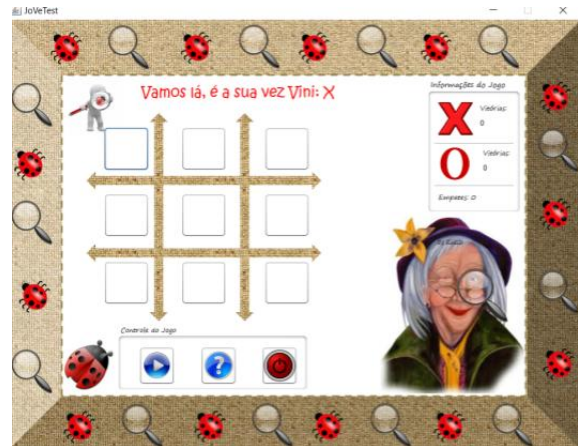 JoVeTest
Vamos lá, é a sua vez Vini: X
Informações do Jogo
X
Vitórias:
0
O
Vitórias:
0
Empates: 0
Controle do Jogo
?